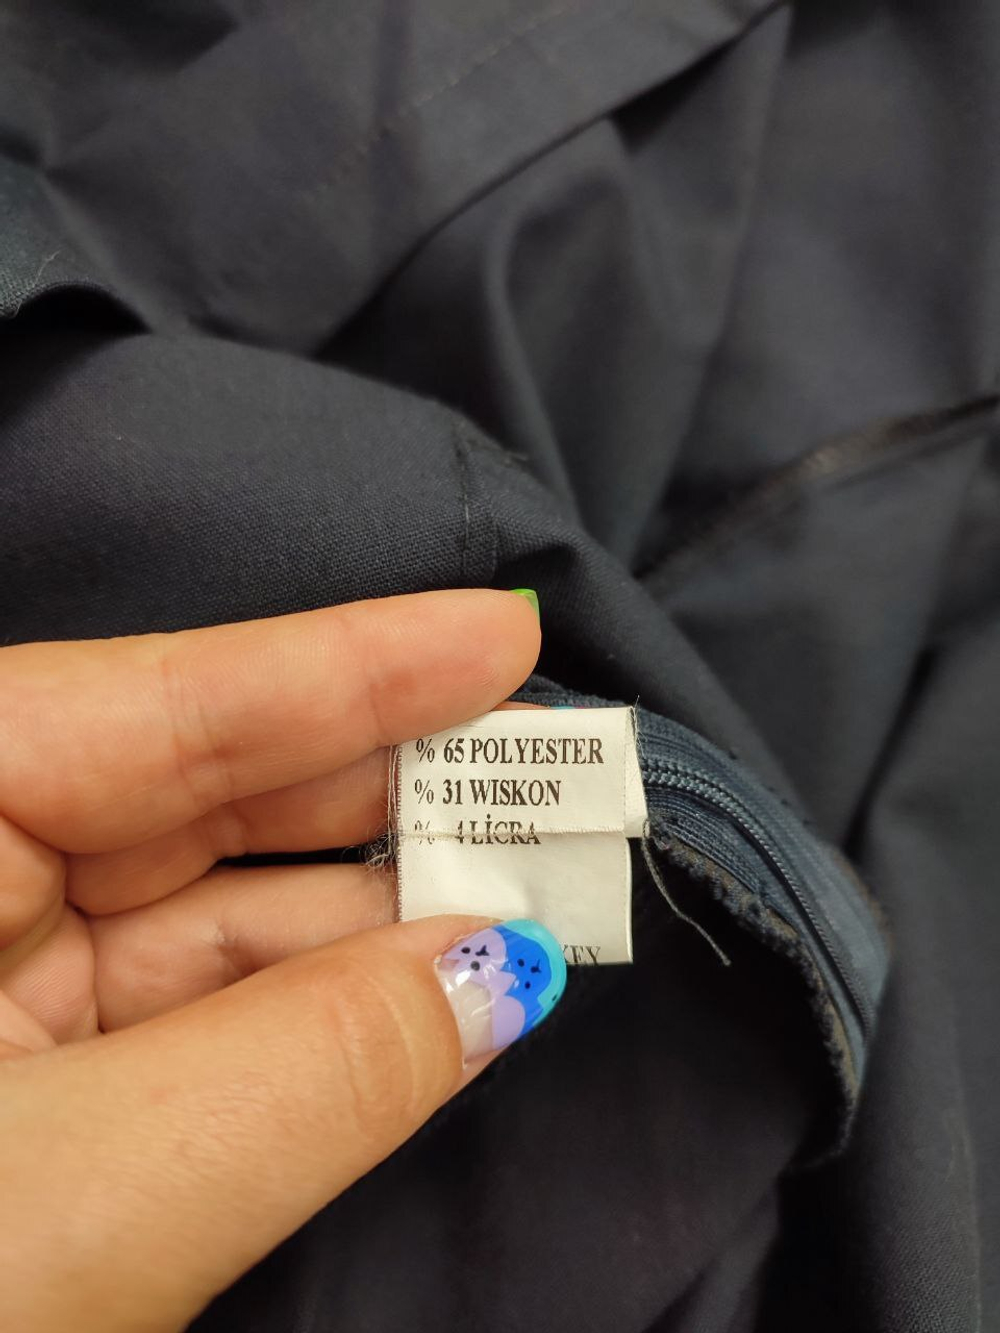 % 65 POLYESTER
% 31 WISKON
% 4 LİCRA